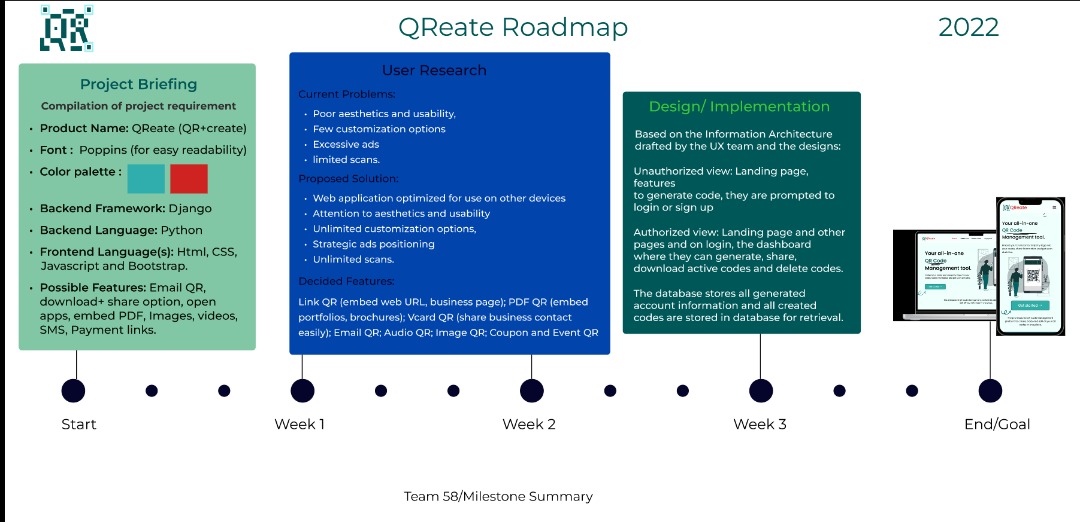 QR
QReate Roadmap
2022
Project Briefing
Compilation of project requirement
• Product Name: QReate (QR+create)
• Font : Poppins (for easy readability)
• Color palette :
• Backend Framework: Django
• Backend Language: Python
• Frontend Language(s): Html, CSS,
Javascript and Bootstrap.
• Possible Features: Email QR,
download+ share option, open
apps, embed PDF, Images, videos,
SMS, Payment links.
User Research
Current Problems:
• Poor aesthetics and usability,
• Few customization options
• Excessive ads
• limited scans.
Proposed Solution:
• Web application optimized for use on other devices
• Attention to aesthetics and usability
• Unlimited customization options,
• Strategic ads positioning
• Unlimited scans.
Decided Features:
Link QR (embed web URL, business page); PDF QR (embed
portfolios, brochures); Vcard QR (share business contact
easily); Email QR; Audio QR; Image QR; Coupon and Event QR
Design/ Implementation
Based on the Information Architecture
drafted by the UX team and the designs:
Unauthorized view: Landing page,
features
to generate code, they are prompted to
login or sign up
Authorized view: Landing page and other
pages and on login, the dashboard
where they can generate, share,
download active codes and delete codes.
The database stores all generated
account information and all created
codes are stored in database for retrieval.
Your all-in-one
QR Code
Management tool.
QReate
Your all-in-one
QR Code
Management tool.
Get started
Start
Week 1
Week 2
Week 3
End/Goal
Team 58/Milestone Summary